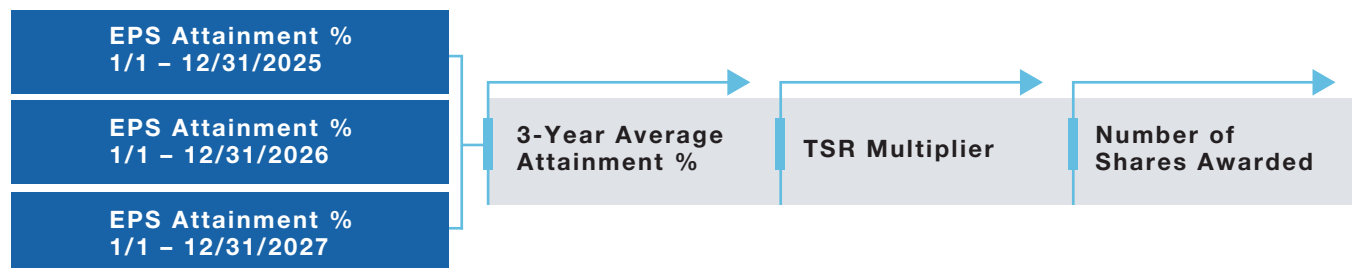 EPS Attainment %
1/1 – 12/31/2025
EPS Attainment %
1/1 – 12/31/2026
EPS Attainment %
1/1 – 12/31/2027
3-Year Average
Attainment %
TSR Multiplier
Number of
Shares Awarded